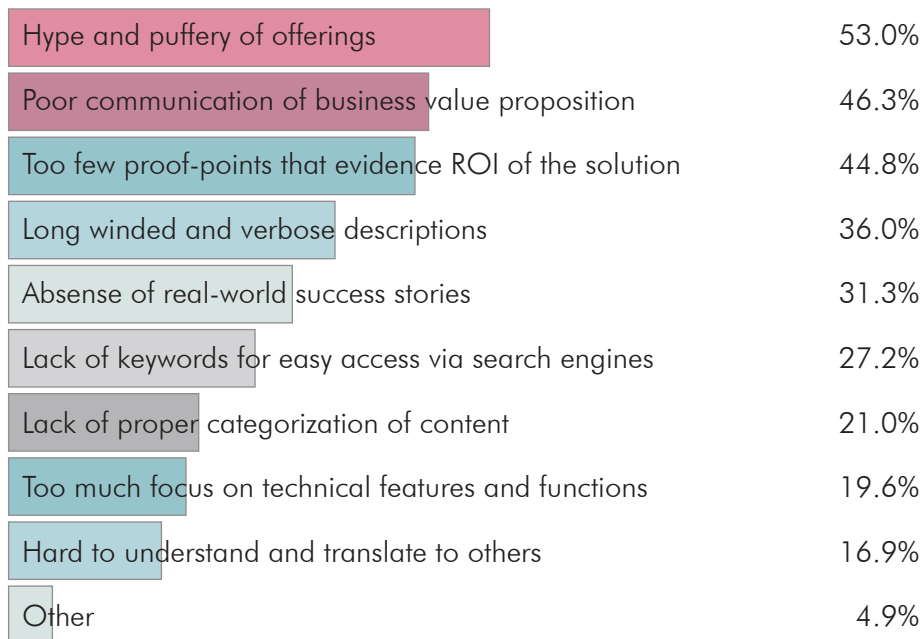 Hype and puffery of offerings 53.0%
Poor communication of business value proposition 46.3%
Too few proof-points that evidence ROI of the solution 44.8%
Long winded and verbose descriptions 36.0%
Absense of real-world success stories 31.3%
Lack of keywords for easy access via search engines 27.2%
Lack of proper categorization of content 21.0%
Too much focus on technical features and functions 19.6%
Hard to understand and translate to others 16.9%
Other 4.9%